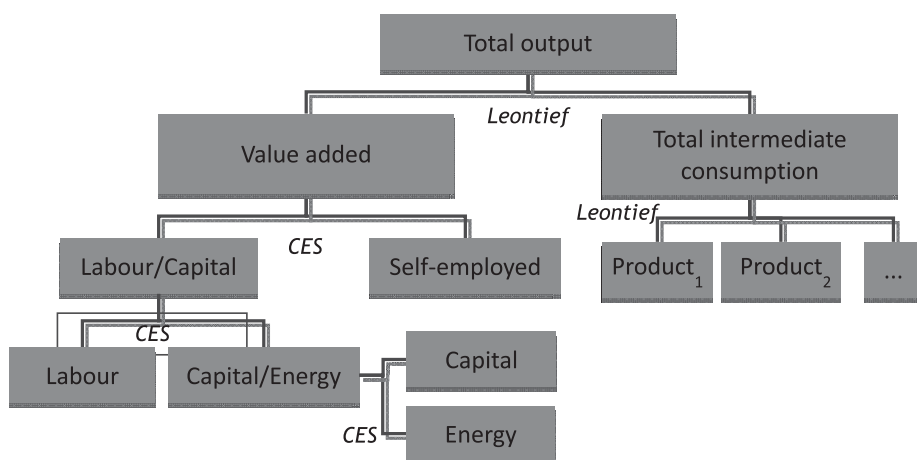 Total output
Leontief
Value added
Total intermediate
consumption
Leontief
CES
Labour/Capital
Self-employed
Product1
Product2
...
CES
Labour
Capital/Energy
Capital
CES
Energy